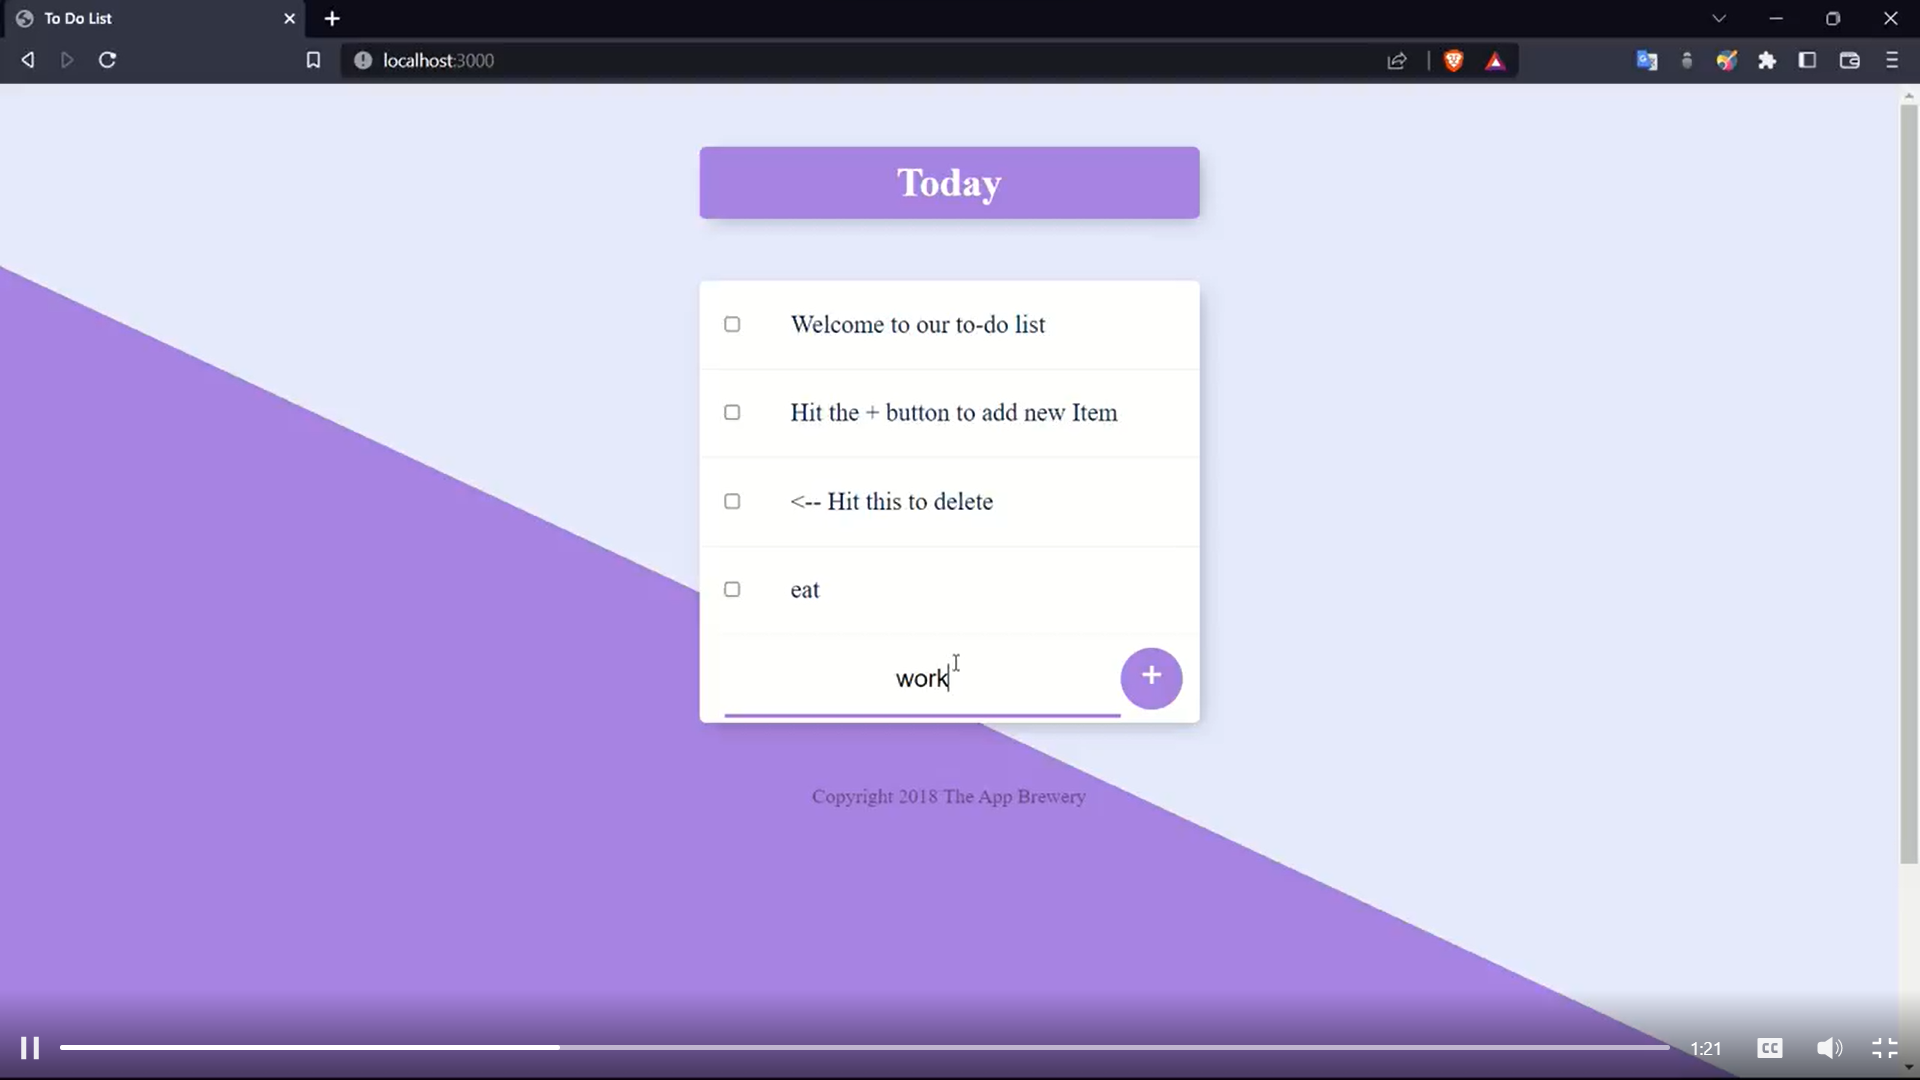 To Do List
localhost:3000
Today
Welcome to our to-do list
Hit the + button to add new Item
<-- Hit this to delete
eat
work
+
Copyright 2018 The App Brewery
1:21
CC